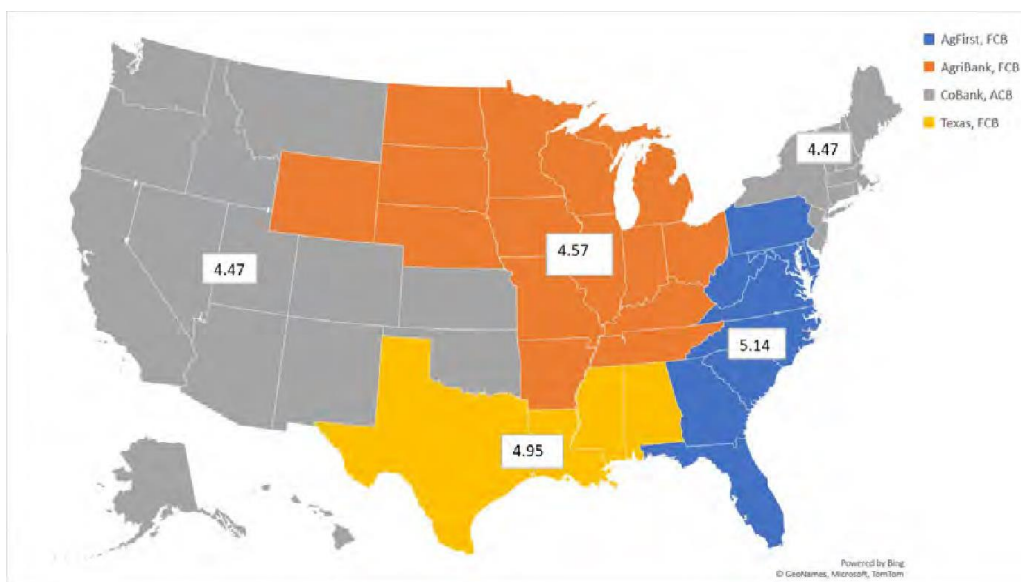 AgFirst, FCB
AgriBank, FCB
CoBank, ACB
Texas, FCB
4.47
4.57
4.47
5.14
4.95
Powered by Bing
© GeoNames, Microsoft, TomTom